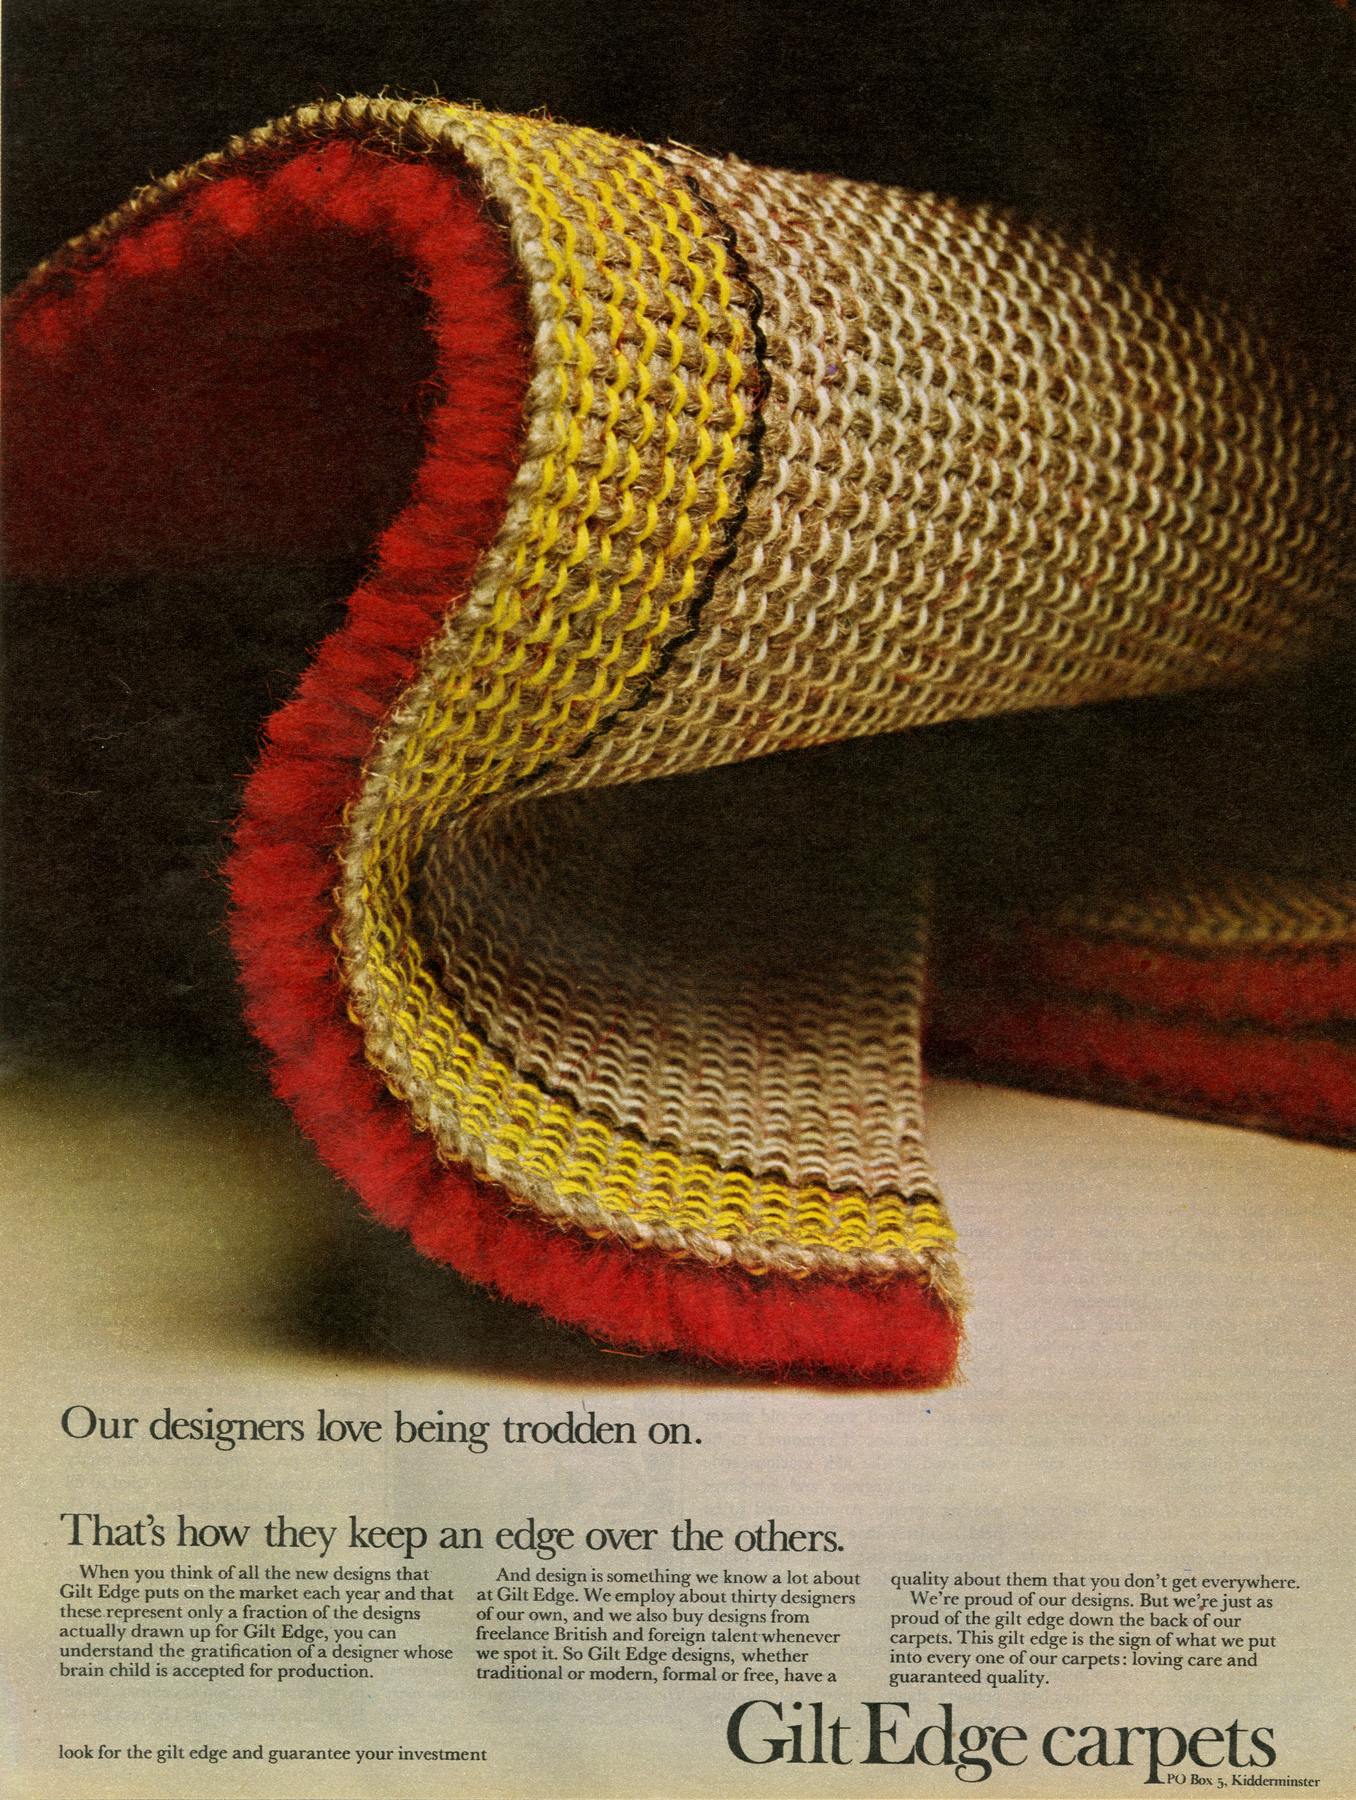 Our designers love being trodden on.
That's how they keep an edge over the others.
When you think of all the new designs that
Gilt Edge puts on the market each year and that
these represent only a fraction of the designs
actually drawn up for Gilt Edge, you can
understand the gratification of a designer whose
brain child is accepted for production.
And design is something we know a lot about
at Gilt Edge. We employ about thirty designers
of our own, and we also buy designs from
freelance British and foreign talent whenever
we spot it. So Gilt Edge designs, whether
traditional or modern, formal or free, have a
quality about them that you don't get everywhere.
We're proud of our designs. But we're just as
proud of the gilt edge down the back of our
carpets. This gilt edge is the sign of what we put
into every one of our carpets: loving care and
guaranteed quality.
look for the gilt edge and guarantee your investment
Gilt Edge carpets
PO Box 5, Kidderminster